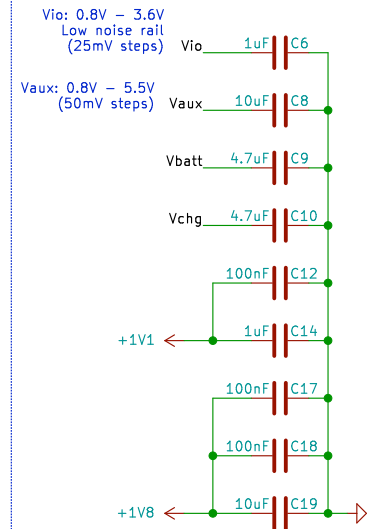 Vio: 0.8V – 3.6V
Low noise rail
(25mV steps)
Vio 1uF C6
Vaux: 0.8V – 5.5V
(50mV steps)
Vaux 10uF C8
Vbatt 4.7uF C9
Vchg 4.7uF C10
100nF C12
+1V1 1uF C14
100nF C17
100nF C18
+1V8 10uF C19